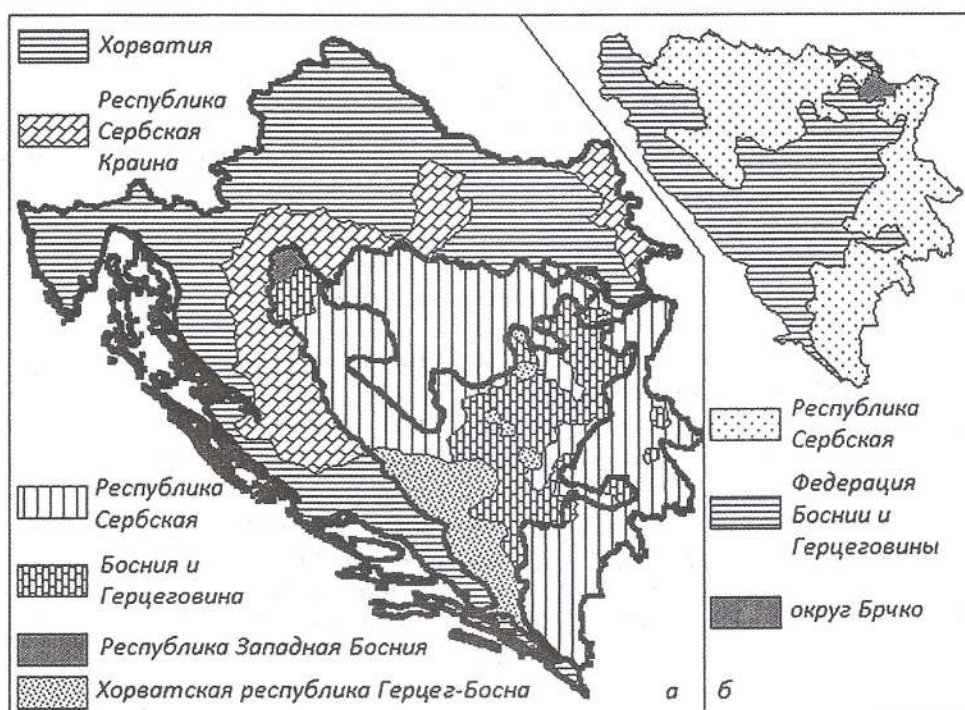 Хорватия
Республика
Сербская
Краина
Республика
Сербская
Босния и
Герцеговина
Республика Западная Босния
Хорватская республика Герцег-Босна
а
б
Республика
Сербская
Федерация
Боснии и
Герцеговины
округ Брчко